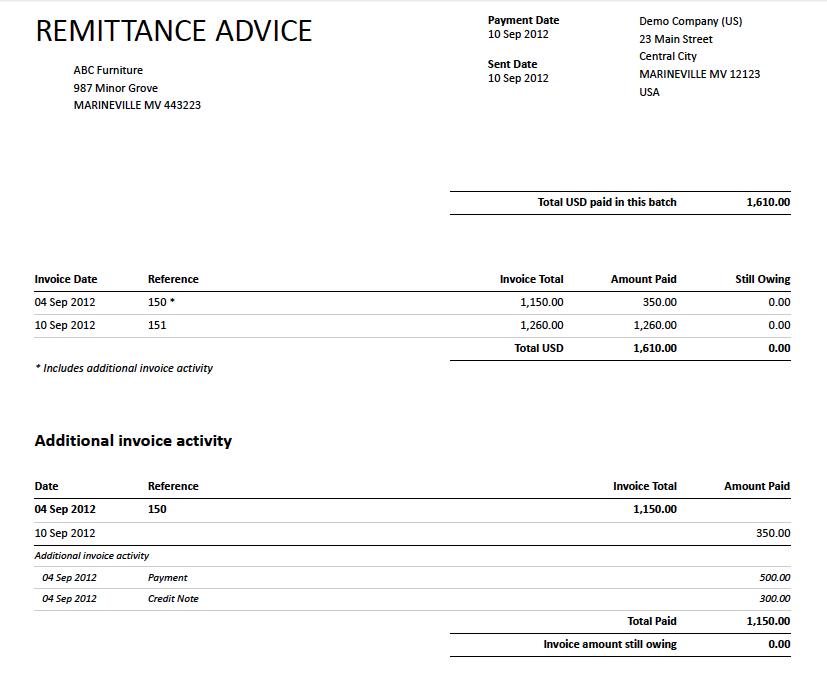 REMITTANCE ADVICE
ABC Furniture
987 Minor Grove
MARINEVILLE MV 443223
Payment Date
10 Sep 2012
Sent Date
10 Sep 2012
Demo Company (US)
23 Main Street
Central City
MARINEVILLE MV 12123
USA
Total USD paid in this batch 1,610.00
Invoice Date Reference Invoice Total Amount Paid Still Owing
04 Sep 2012 150 * 1,150.00 350.00 0.00
10 Sep 2012 151 1,260.00 1,260.00 0.00
Total USD 1,610.00 0.00
* Includes additional invoice activity
Additional invoice activity
Date Reference Invoice Total Amount Paid
04 Sep 2012 150 1,150.00
10 Sep 2012 350.00
Additional invoice activity
04 Sep 2012 Payment 500.00
04 Sep 2012 Credit Note 300.00
Total Paid 1,150.00
Invoice amount still owing 0.00